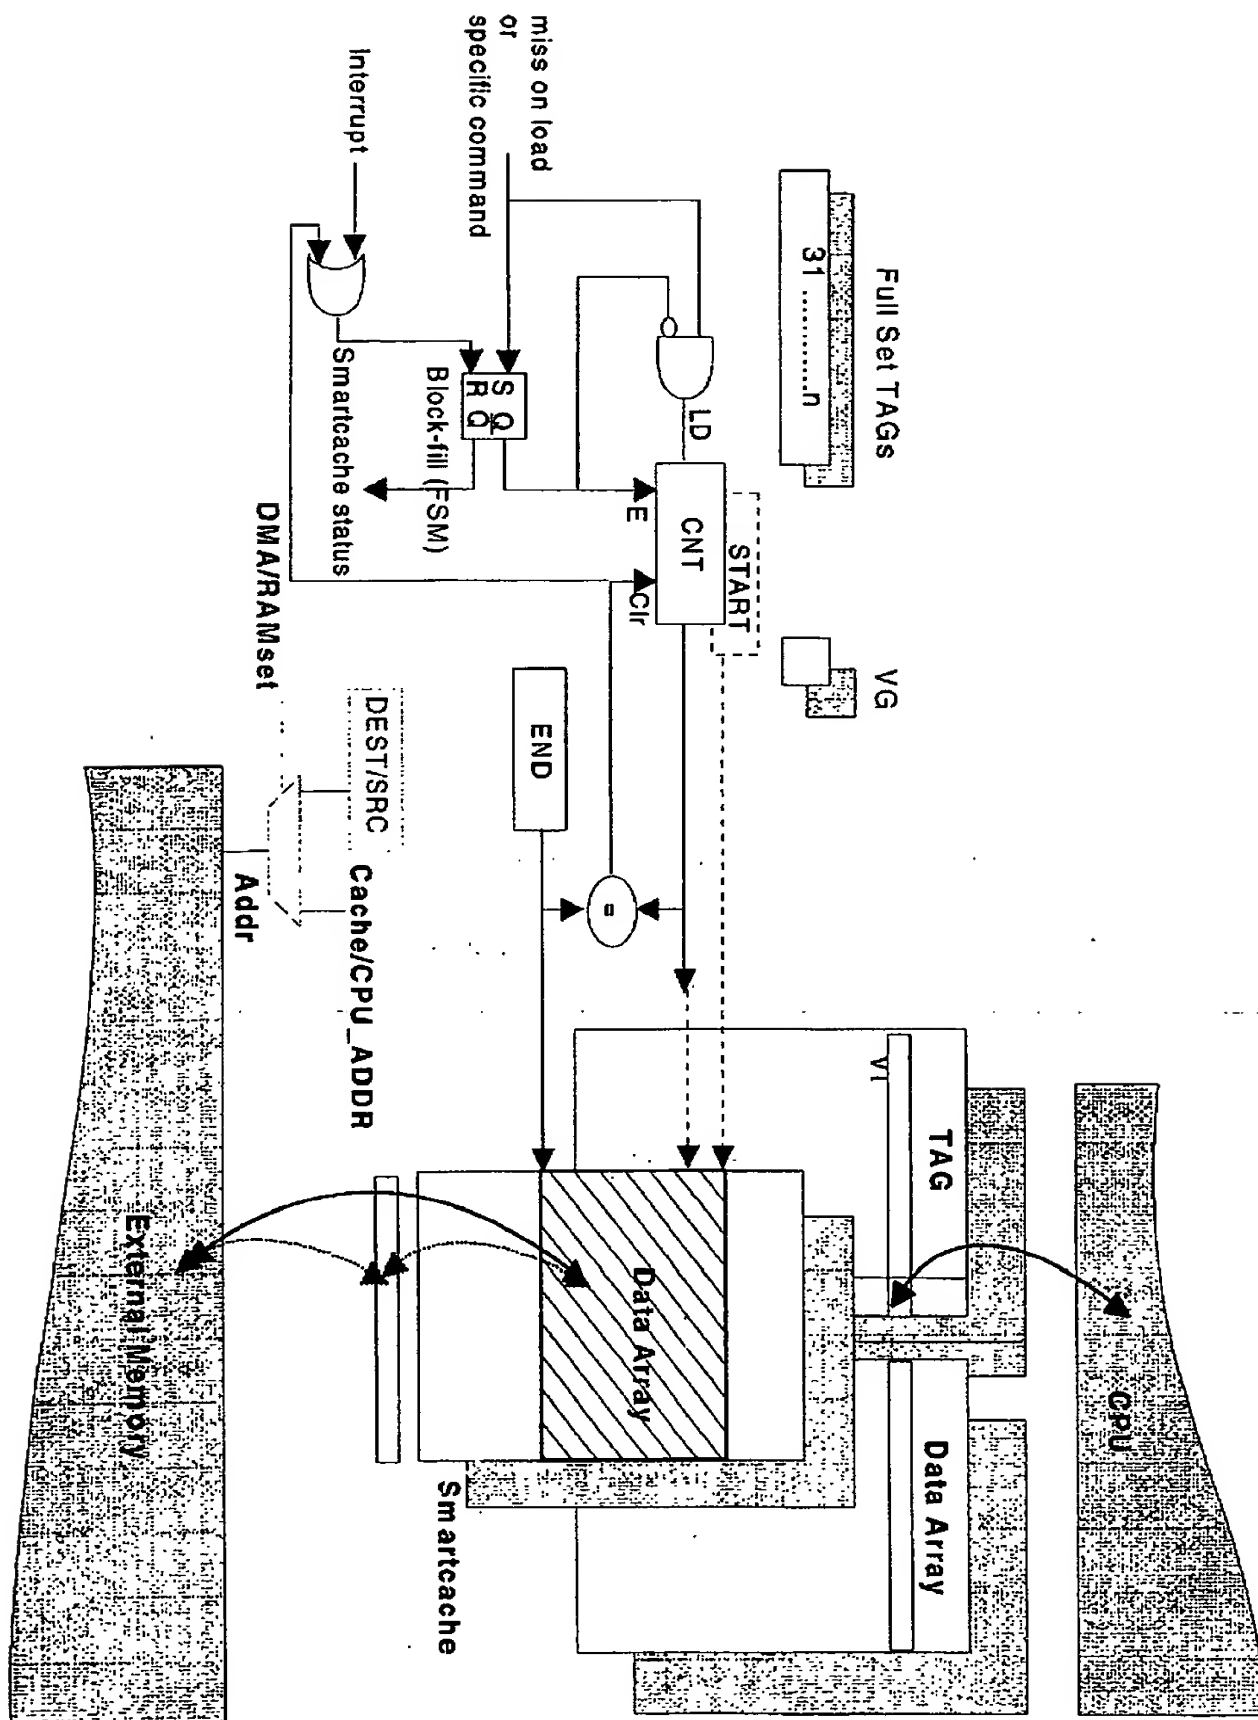 CPU
Full Set TAGs
31 ............n
VG
TAG
VI
Data Array
START
CNT
LD
E
Clr
miss on load
or
specific command
S Q
R Q
Block-fill (FSM)
Interrupt
Smartcache status
END
=
Data Array
Smartcache
DMA/RAMset
DEST/SRC
Cache/CPU_ADDR
Addr
External Memory